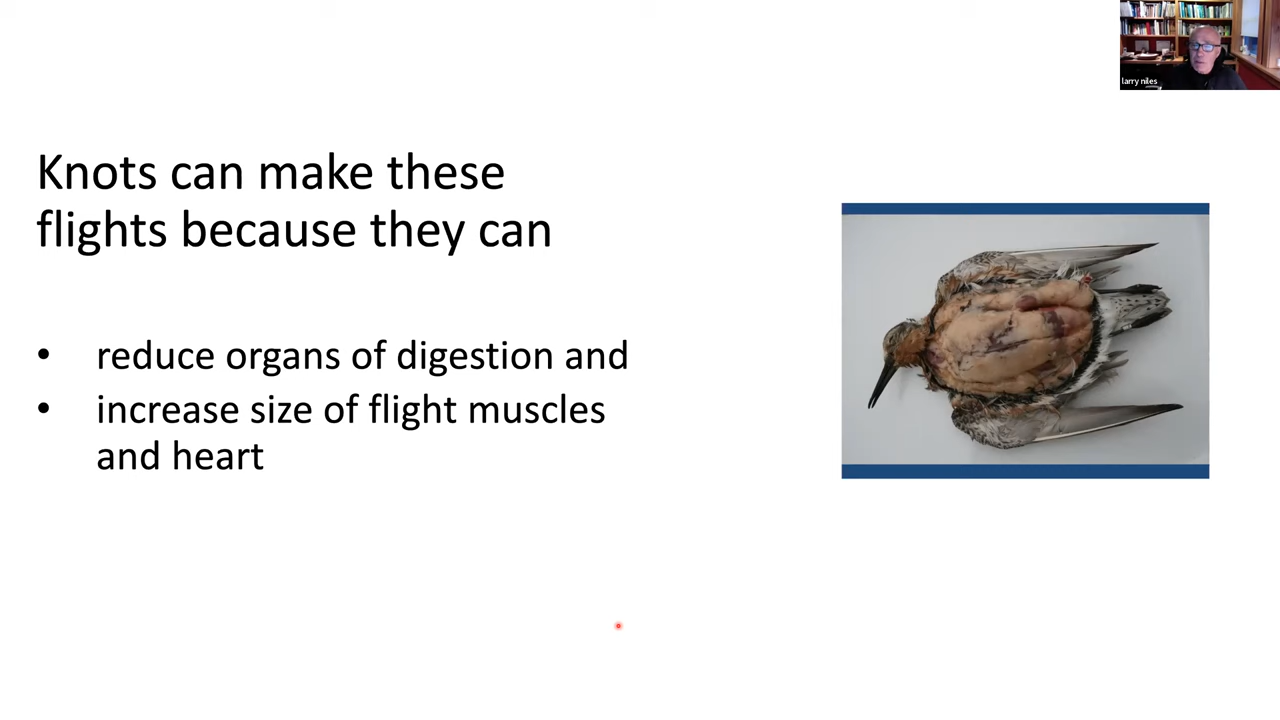 larry niles
Knots can make these
flights because they can
• reduce organs of digestion and
• increase size of flight muscles
and heart